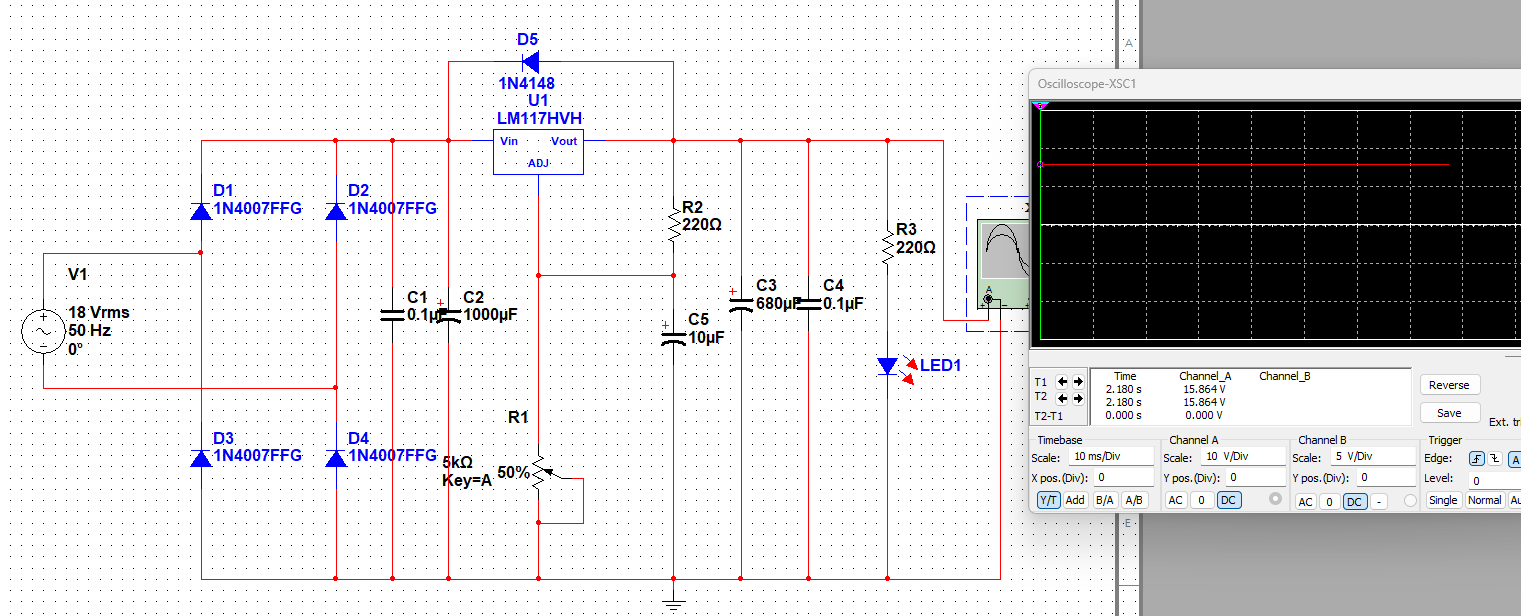 D5
1N4148
U1
LM117HVH
Vin Vout
ADJ
D1
1N4007FFG
D2
1N4007FFG
R2
220Ω
R3
220Ω
V1
18 Vrms
50 Hz
0°
C1
0.1µF
C2
1000µF
C3
680µF
C4
0.1µF
C5
10µF
LED1
D3
1N4007FFG
D4
1N4007FFG
R1
5kΩ
Key=A
50%
A
A
E
Oscilloscope-XSC1
Time Channel_A Channel_B
T1 2.180 s 15.864 V
T2 2.180 s 15.864 V
T2-T1 0.000 s 0.000 V
Reverse
Save
Ext. tri
Timebase
Scale: 10 ms/Div
X pos.(Div): 0
Y/T Add B/A A/B
Channel A
Scale: 10 V/Div
Y pos.(Div): 0
AC 0 DC
Channel B
Scale: 5 V/Div
Y pos.(Div): 0
AC 0 DC -
Trigger
Edge: A
Level: 0
Single Normal Au